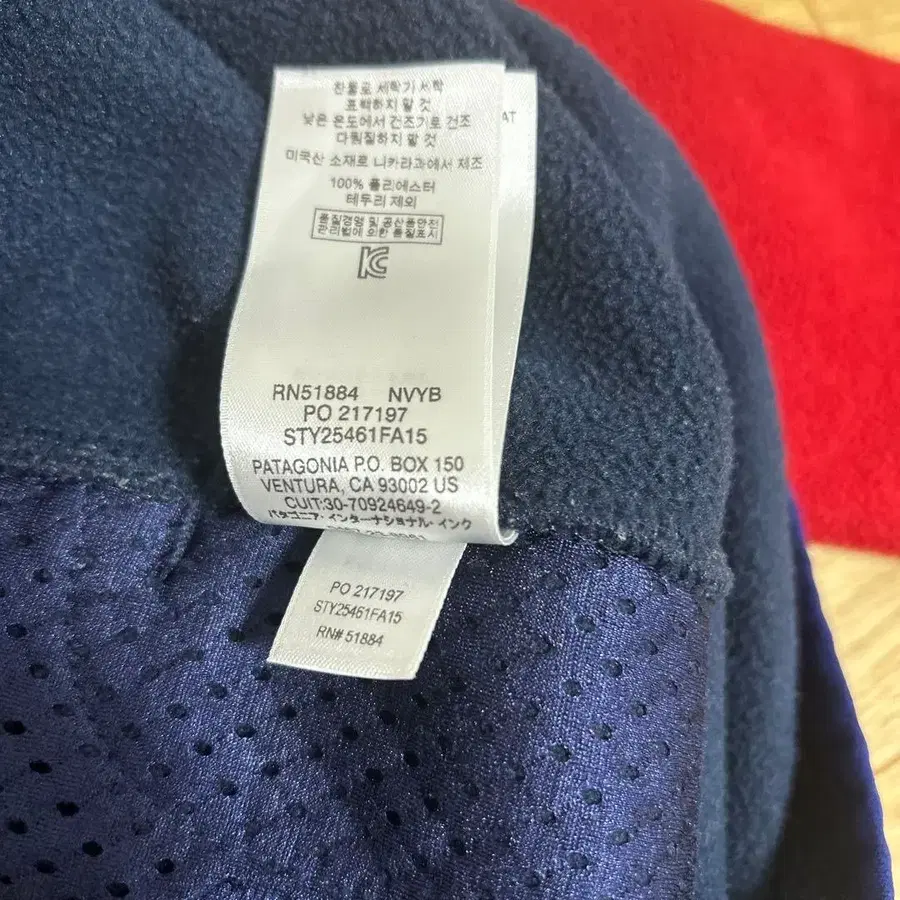 찬물로 세탁기 세탁
표백하지 말 것
낮은 온도에서 건조기로 건조
다림질하지 말 것
미국산 소재로 니카라과에서 제조
100% 폴리에스터
테두리 제외
품질경영 및 공산품안전
관리법에 의한 품질표시
KC
AT
RN51884 NVYB
PO 217197
STY25461FA15
PATAGONIA P.O. BOX 150
VENTURA, CA 93002 US
CUIT:30-70924649-2
パタゴニア・インターナショナル・インク
PO 217197
STY25461FA15
RN# 51884